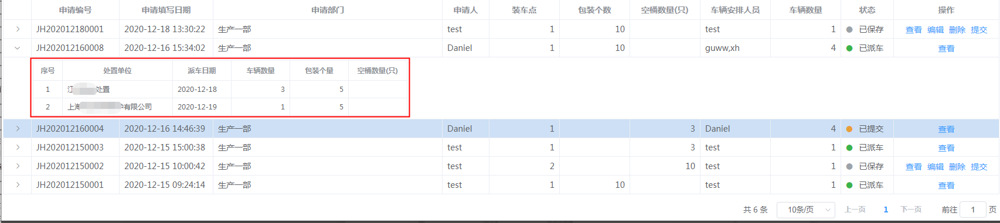 申请编号 申请填写日期 申请部门 申请人 装车点 包装个数 空桶数量(只) 车辆安排人员 车辆数量 状态 操作
JH202012180001 2020-12-18 13:30:22 生产一部 test 1 10 test 1 已保存 查看 编辑 删除 提交
JH202012160008 2020-12-16 15:34:02 生产一部 Daniel 1 10 guww,xh 4 已派车 查看
序号 处置单位 派车日期 车辆数量 包装个量 空桶数量(只)
1 江 处置 2020-12-18 3 5
2 上海 有限公司 2020-12-19 1 5
JH202012160004 2020-12-16 14:46:39 生产一部 Daniel 1 3 Daniel 4 已提交 查看
JH202012150003 2020-12-15 15:00:38 生产一部 test 1 3 test 1 已派车 查看
JH202012150002 2020-12-15 10:00:42 生产一部 test 2 10 test 1 已保存 查看 编辑 删除 提交
JH202012150001 2020-12-15 09:24:14 生产一部 test 1 10 test 1 已派车 查看
共 6 条 10条/页 上一页 1 下一页 前往 1 页